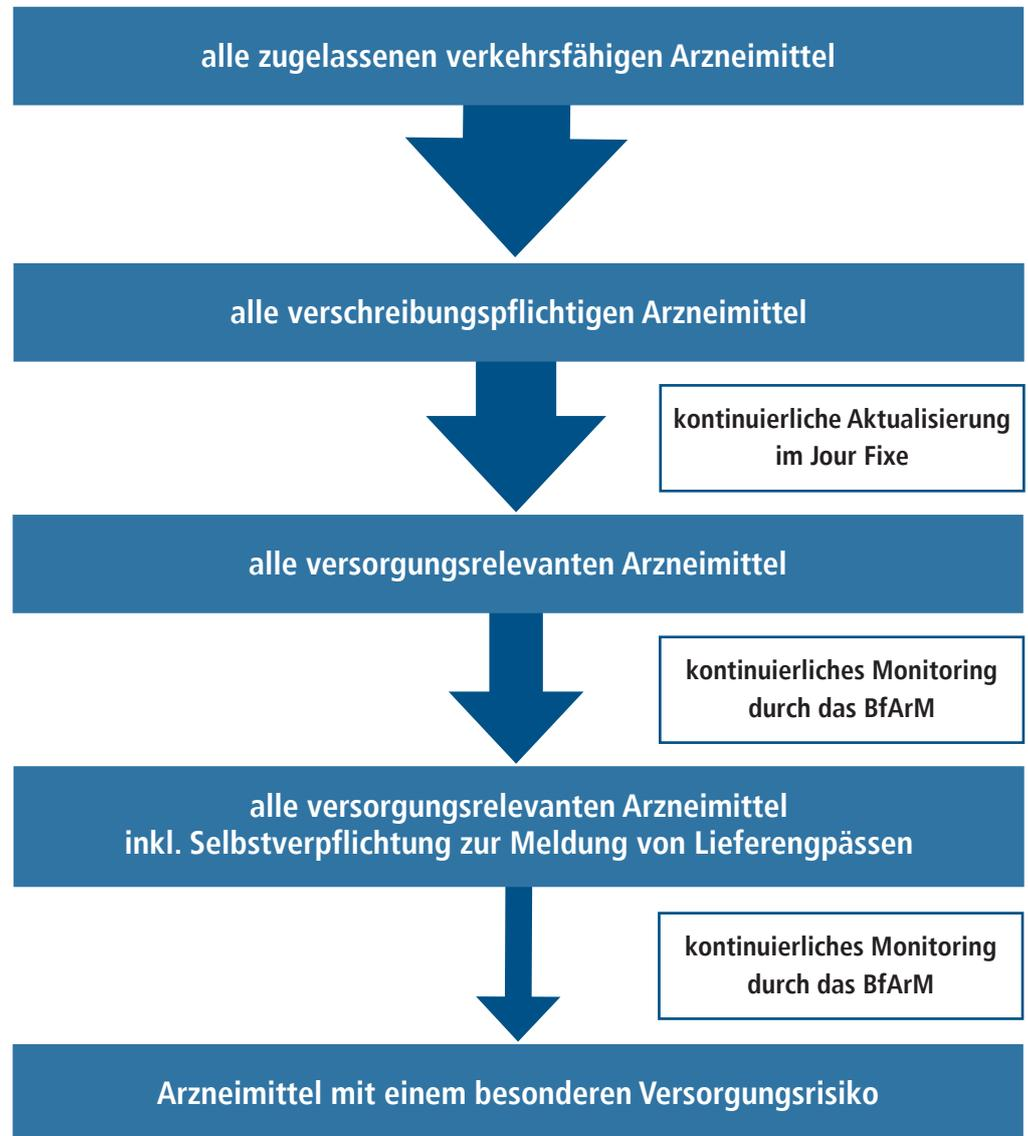 alle zugelassenen verkehrsfähigen Arzneimittel
alle verschreibungspflichtigen Arzneimittel
kontinuierliche Aktualisierung
im Jour Fixe
alle versorgungsrelevanten Arzneimittel
kontinuierliches Monitoring
durch das BfArM
alle versorgungsrelevanten Arzneimittel
inkl. Selbstverpflichtung zur Meldung von Lieferengpässen
kontinuierliches Monitoring
durch das BfArM
Arzneimittel mit einem besonderen Versorgungsrisiko